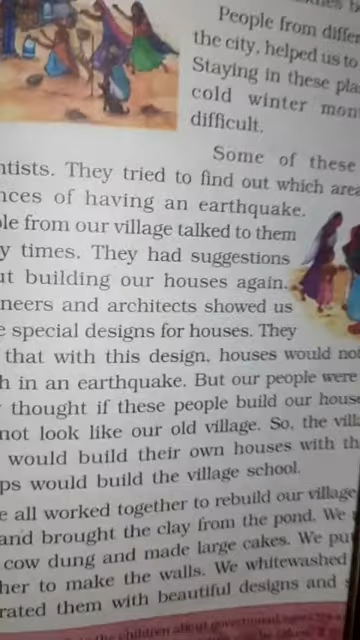 People from differ
the city, helped us to
Staying in these pla
cold winter mon
difficult.
Some of these
ntists. They tried to find out which area
nces of having an earthquake.
ple from our village talked to them
y times. They had suggestions
ut building our houses again.
neers and architects showed us
e special designs for houses. They
that with this design, houses would not
h in an earthquake. But our people were
thought if these people build our house
not look like our old village. So, the villa
would build their own houses with th
ps would build the village school.
e all worked together to rebuild our village
and brought the clay from the pond. We
cow dung and made large cakes. We pu
her to make the walls. We whitewashed
rated them with beautiful designs and
the children about government